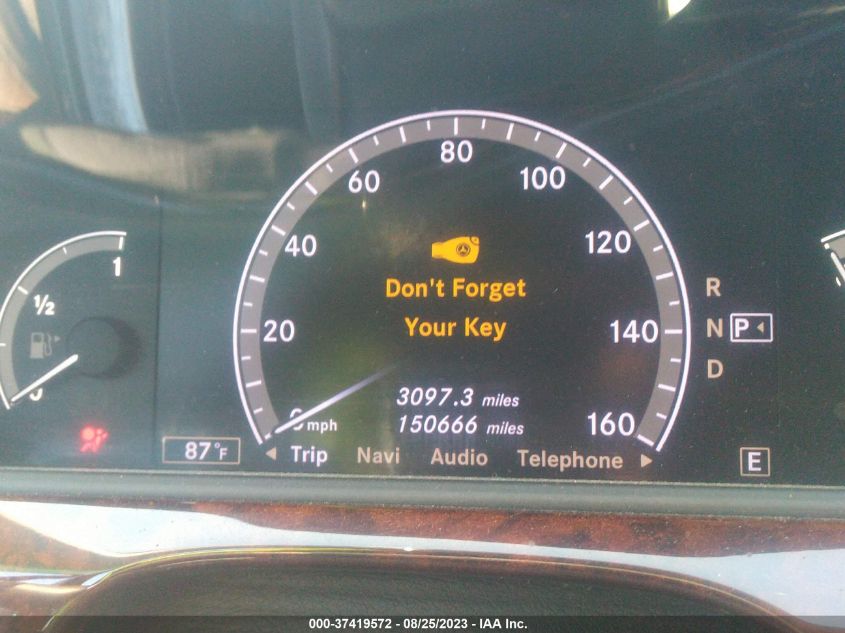 80
60
100
40
120
1
Don't Forget
R
½
Your Key
20
140
N
P
D
0
3097.3 miles
0 mph
150666 miles
160
87°F
Trip
Navi
Audio
Telephone
E
000-37419572 - 08/25/2023 - IAA Inc.